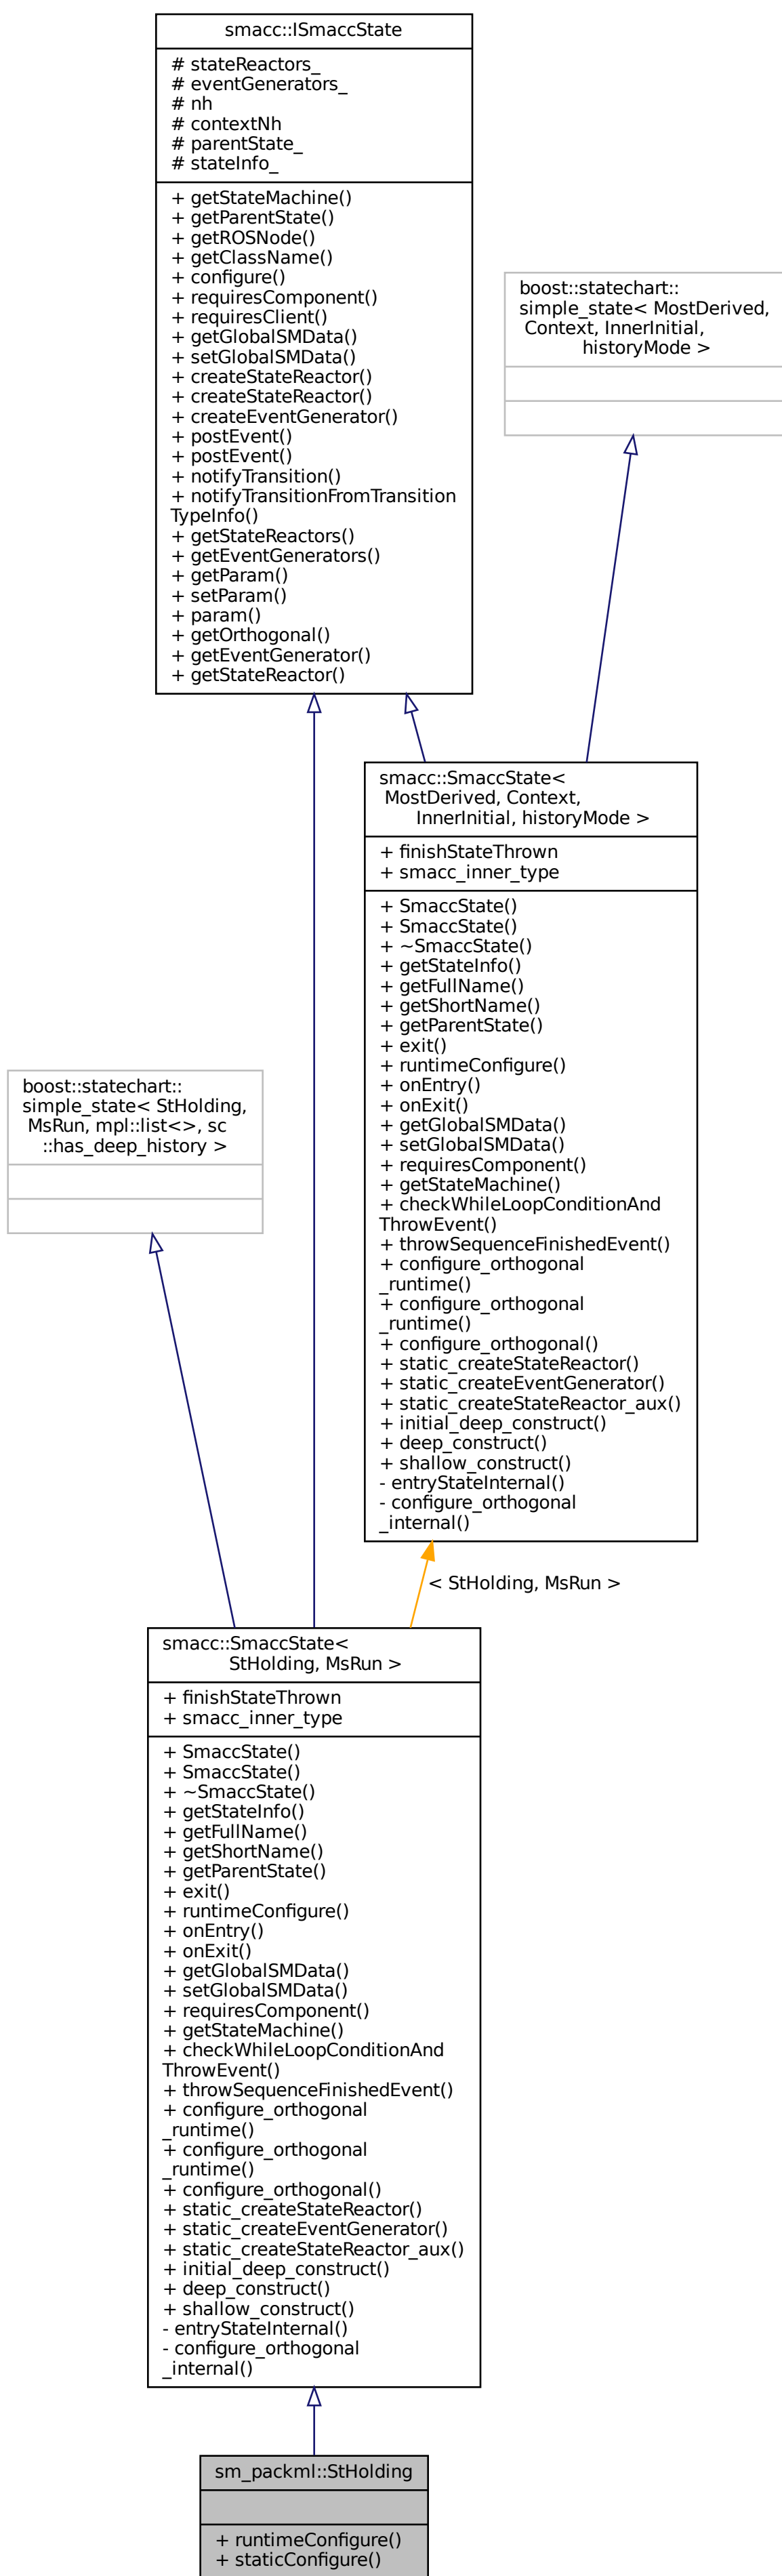 smacc::ISmaccState
# stateReactors_
# eventGenerators_
# nh
# contextNh
# parentState_
# stateInfo_
+ getStateMachine()
+ getParentState()
+ getROSNode()
+ getClassName()
+ configure()
+ requiresComponent()
+ requiresClient()
+ getGlobalSMData()
+ setGlobalSMData()
+ createStateReactor()
+ createStateReactor()
+ createEventGenerator()
+ postEvent()
+ postEvent()
+ notifyTransition()
+ notifyTransitionFromTransition
TypeInfo()
+ getStateReactors()
+ getEventGenerators()
+ getParam()
+ setParam()
+ param()
+ getOrthogonal()
+ getEventGenerator()
+ getStateReactor()
boost::statechart::
simple_state< MostDerived,
Context, InnerInitial,
historyMode >
smacc::SmaccState<
MostDerived, Context,
InnerInitial, historyMode >
+ finishStateThrown
+ smacc_inner_type
+ SmaccState()
+ SmaccState()
+ ~SmaccState()
+ getStateInfo()
+ getFullName()
+ getShortName()
+ getParentState()
+ exit()
+ runtimeConfigure()
+ onEntry()
+ onExit()
+ getGlobalSMData()
+ setGlobalSMData()
+ requiresComponent()
+ getStateMachine()
+ checkWhileLoopConditionAnd
ThrowEvent()
+ throwSequenceFinishedEvent()
+ configure_orthogonal
_runtime()
+ configure_orthogonal
_runtime()
+ configure_orthogonal()
+ static_createStateReactor()
+ static_createEventGenerator()
+ static_createStateReactor_aux()
+ initial_deep_construct()
+ deep_construct()
+ shallow_construct()
- entryStateInternal()
- configure_orthogonal
_internal()
boost::statechart::
simple_state< StHolding,
MsRun, mpl::list<>, sc
::has_deep_history >
< StHolding, MsRun >
smacc::SmaccState<
StHolding, MsRun >
+ finishStateThrown
+ smacc_inner_type
+ SmaccState()
+ SmaccState()
+ ~SmaccState()
+ getStateInfo()
+ getFullName()
+ getShortName()
+ getParentState()
+ exit()
+ runtimeConfigure()
+ onEntry()
+ onExit()
+ getGlobalSMData()
+ setGlobalSMData()
+ requiresComponent()
+ getStateMachine()
+ checkWhileLoopConditionAnd
ThrowEvent()
+ throwSequenceFinishedEvent()
+ configure_orthogonal
_runtime()
+ configure_orthogonal
_runtime()
+ configure_orthogonal()
+ static_createStateReactor()
+ static_createEventGenerator()
+ static_createStateReactor_aux()
+ initial_deep_construct()
+ deep_construct()
+ shallow_construct()
- entryStateInternal()
- configure_orthogonal
_internal()
sm_packml::StHolding
+ runtimeConfigure()
+ staticConfigure()